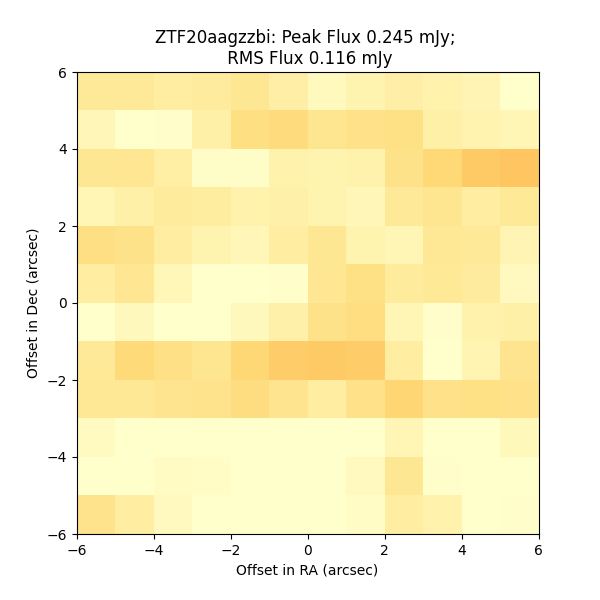 ZTF20aagzzbi: Peak Flux 0.245 mJy;
RMS Flux 0.116 mJy
6
4
2
0
−2
−4
−6
Offset in Dec (arcsec)
−6 −4 −2 0 2 4 6
Offset in RA (arcsec)